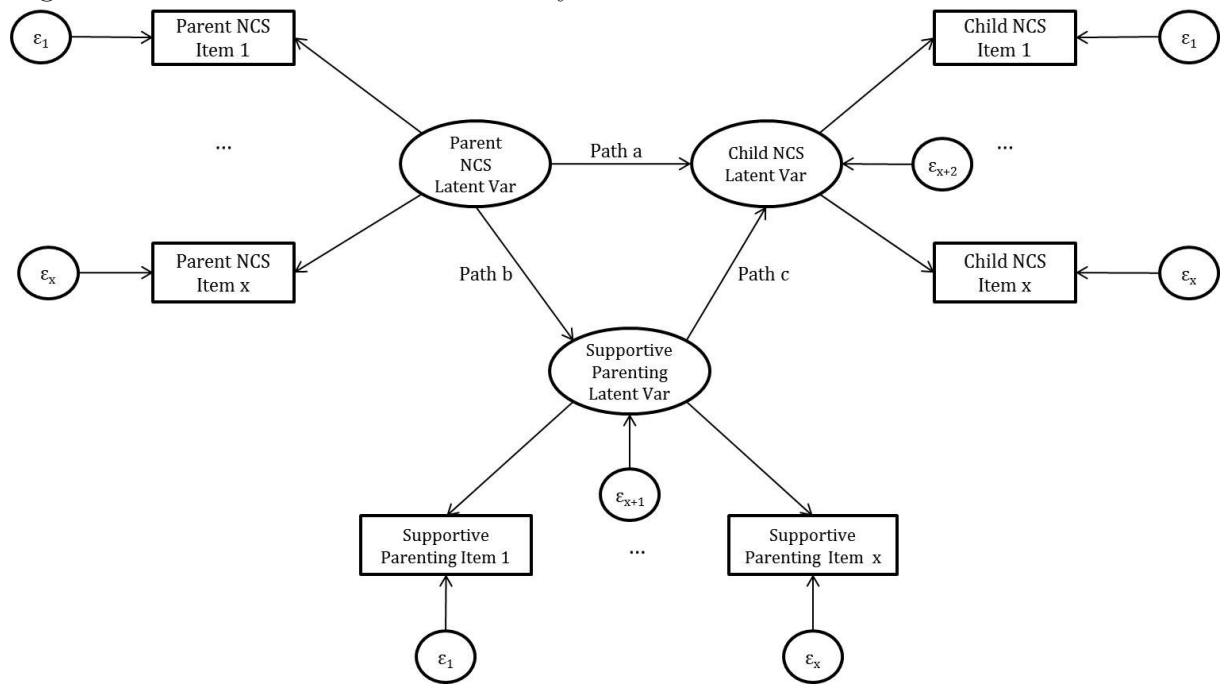 ε1
Parent NCS
Item 1
Child NCS
Item 1
ε1
...
Parent
NCS
Latent Var
Path a
Child NCS
Latent Var
εx+2
...
εx
Parent NCS
Item x
Path b
Path c
Child NCS
Item x
εx
Supportive
Parenting
Latent Var
εx+1
Supportive
Parenting Item 1
...
Supportive
Parenting Item x
ε1
εx